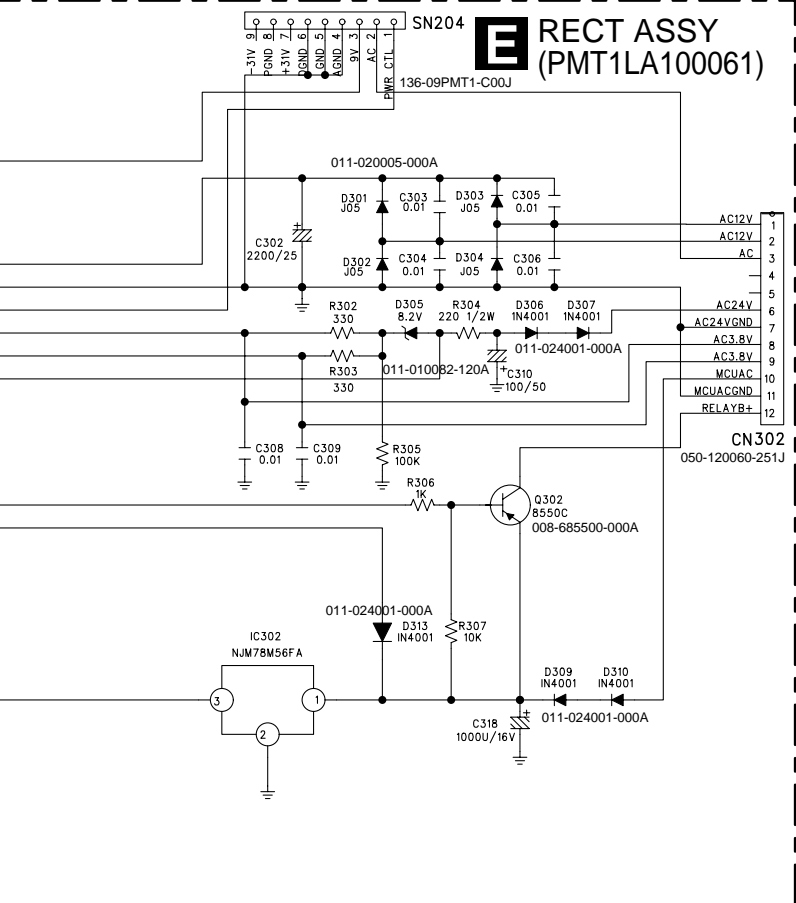 SN204
E RECT ASSY
(PMT1LA100061)
-31V 9
PGND 8
+31V 7
DGND 6
GND 5
AGND 4
9V 3
AC 2
PWR CTL 1
136-09PMT1-C00J
011-020005-000A
D301
J05
C303
0.01
D303
J05
C305
0.01
C302
2200/25
+
D302
J05
C304
0.01
D304
J05
C306
0.01
AC12V 1
AC12V 2
AC 3
4
5
AC24V 6
AC24VGND 7
AC3.8V 8
AC3.8V 9
MCUAC 10
MCUACGND 11
RELAYB+ 12
CN302
050-120060-251J
R302
330
D305
8.2V
R304
220 1/2W
D306
1N4001
D307
1N4001
011-024001-000A
R303
330
011-010082-120A
+
C310
100/50
C308
0.01
C309
0.01
R305
100K
R306
1K
Q302
8550C
008-685500-000A
011-024001-000A
D313
IN4001
R307
10K
IC302
NJM78M56FA
3
1
2
D309
IN4001
D310
IN4001
011-024001-000A
C318
1000U/16V
+